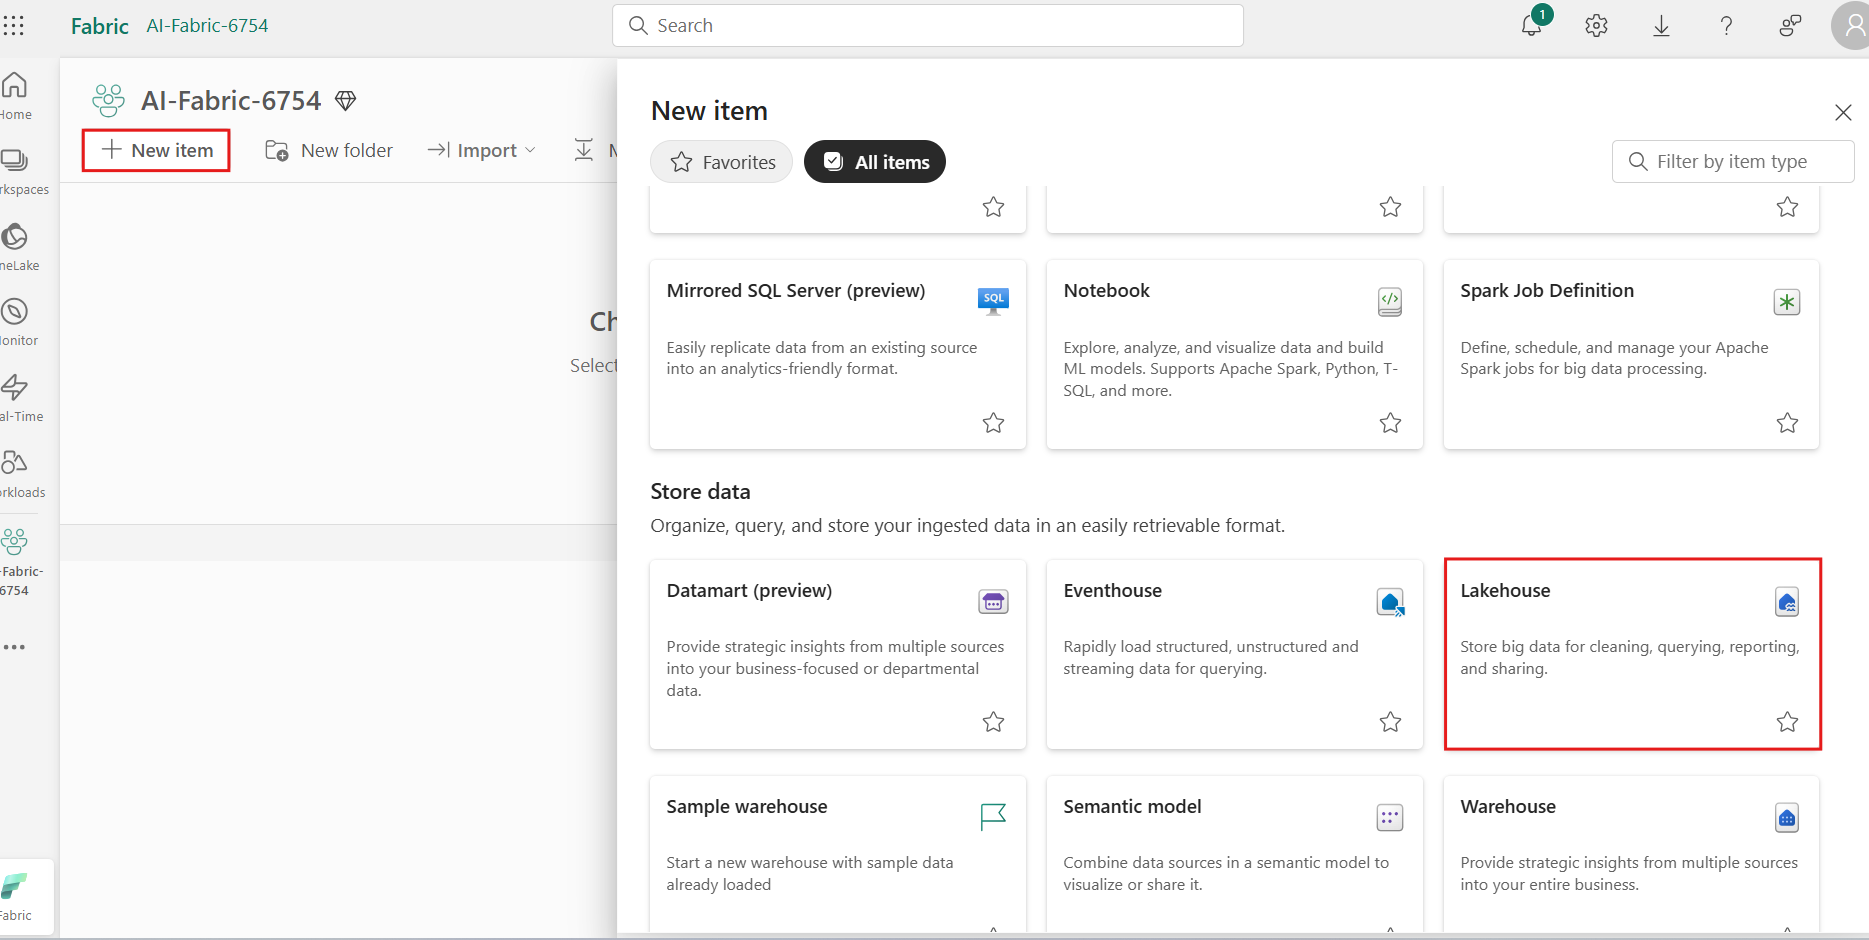 Fabric AI-Fabric-6754
Search
1
Home
rkspaces
neLake
onitor
al-Time
orkloads
-Fabric-
6754
Fabric
AI-Fabric-6754
New item
New folder
Import
M
Ch
Select
New item
Favorites
All items
Filter by item type
Mirrored SQL Server (preview)
SQL
Easily replicate data from an existing source
into an analytics-friendly format.
Notebook
Explore, analyze, and visualize data and build
ML models. Supports Apache Spark, Python, T-
SQL, and more.
Spark Job Definition
Define, schedule, and manage your Apache
Spark jobs for big data processing.
Store data
Organize, query, and store your ingested data in an easily retrievable format.
Datamart (preview)
Provide strategic insights from multiple sources
into your business-focused or departmental
data.
Eventhouse
Rapidly load structured, unstructured and
streaming data for querying.
Lakehouse
Store big data for cleaning, querying, reporting,
and sharing.
Sample warehouse
Start a new warehouse with sample data
already loaded
Semantic model
Combine data sources in a semantic model to
visualize or share it.
Warehouse
Provide strategic insights from multiple sources
into your entire business.